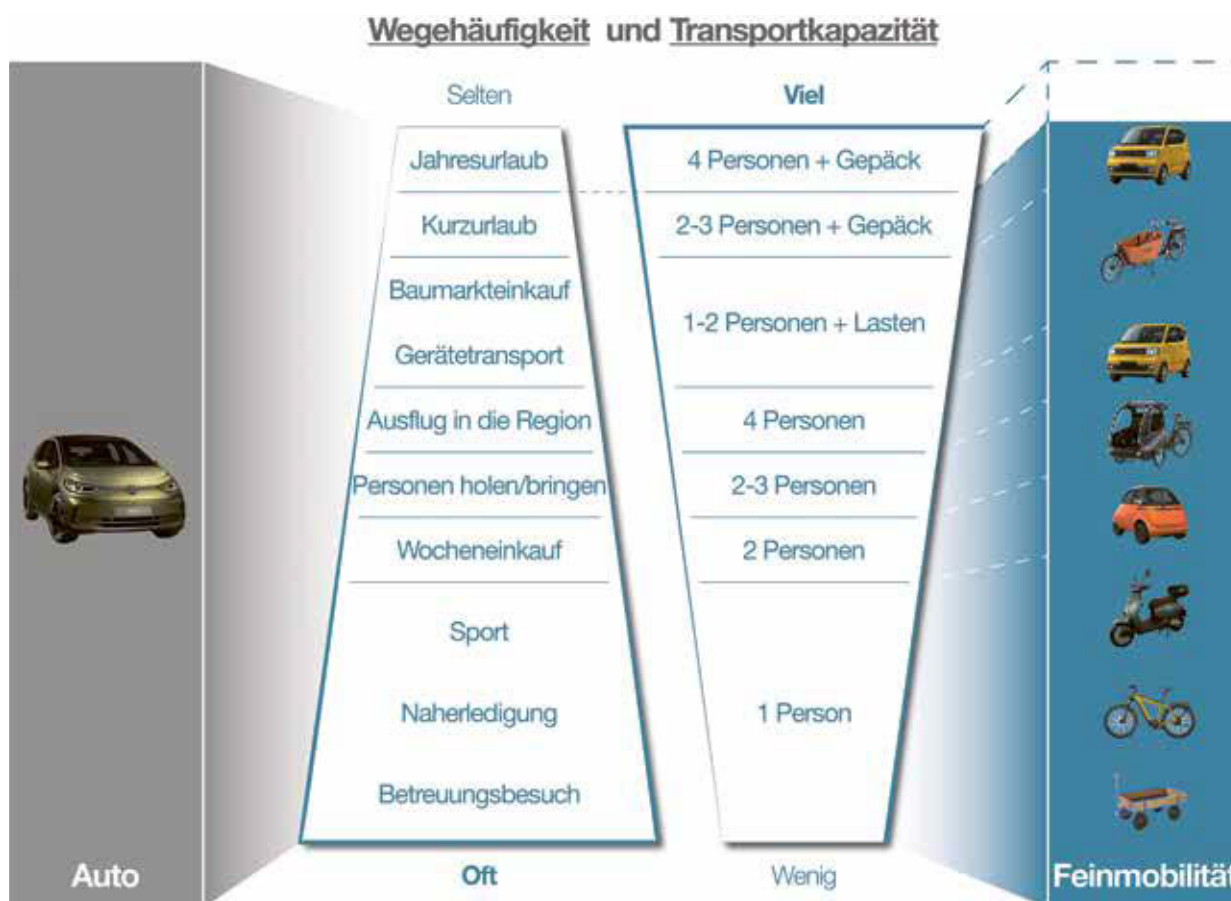 Wegehäufigkeit und Transportkapazität
Selten
Viel
Jahresurlaub
4 Personen + Gepäck
Kurzurlaub
2-3 Personen + Gepäck
Baumarkteinkauf
1-2 Personen + Lasten
Gerätetransport
Ausflug in die Region
4 Personen
Personen holen/bringen
2-3 Personen
Wocheneinkauf
2 Personen
Sport
Naherledigung
1 Person
Betreuungsbesuch
Auto
Oft
Wenig
Feinmobilität